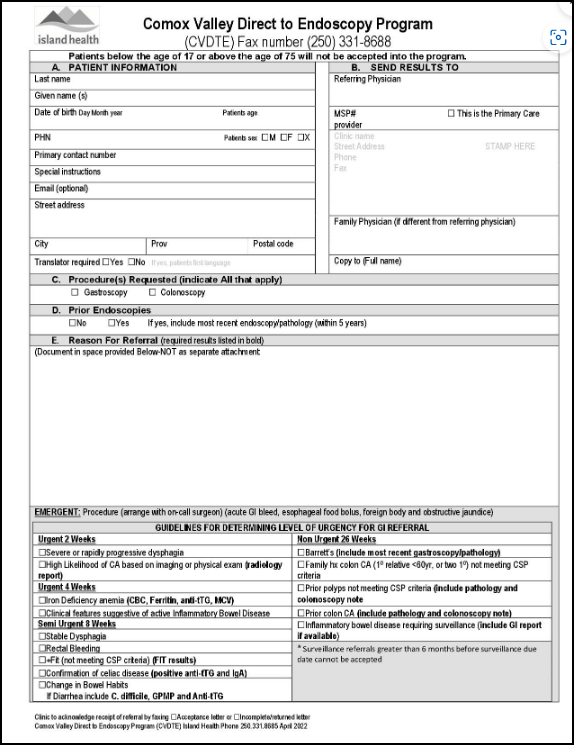 island health
Comox Valley Direct to Endoscopy Program
(CVDTE) Fax number (250) 331-8688
Patients below the age of 17 or above the age of 75 will not be accepted into the program.
A. PATIENT INFORMATION
Last name
Given name (s)
Date of birth Day Month year Patients age
PHN Patients sex ☐M ☐F ☐X
Primary contact number
Special instructions
Email (optional)
Street address
City Prov Postal code
Translator required ☐Yes ☐No If yes, patients first language
B. SEND RESULTS TO
Referring Physician
MSP# ☐ This is the Primary Care
provider
Clinic name
Street Address STAMP HERE
Phone
Fax
Family Physician (if different from referring physician)
Copy to (Full name)
C. Procedure(s) Requested (indicate All that apply)
☐ Gastroscopy ☐ Colonoscopy
D. Prior Endoscopies
☐No ☐Yes If yes, include most recent endoscopy/pathology (within 5 years)
E. Reason For Referral (required results listed in bold)
(Document in space provided Below-NOT as separate attachment
EMERGENT: Procedure (arrange with on-call surgeon) (acute GI bleed, esophageal food bolus, foreign body and obstructive jaundice)
GUIDELINES FOR DETERMINING LEVEL OF URGENCY FOR GI REFERRAL
Urgent 2 Weeks
☐Severe or rapidly progressive dysphagia
☐High Likelihood of CA based on imaging or physical exam (radiology
report)
Urgent 4 Weeks
☐Iron Deficiency anemia (CBC, Ferritin, anti-tTG, MCV)
☐Clinical features suggestive of active Inflammatory Bowel Disease
Semi Urgent 8 Weeks
☐Stable Dysphagia
☐Rectal Bleeding
☐+Fit (not meeting CSP criteria) (FIT results)
☐Confirmation of celiac disease (positive anti-tTG and IgA)
☐Change in Bowel Habits
If Diarrhea include C. difficile, GPMP and Anti-tTG
Non Urgent 26 Weeks
☐Barrett's (include most recent gastroscopy/pathology)
☐Family hx colon CA (1º relative <60yr, or two 1º) not meeting CSP
criteria
☐Prior polyps not meeting CSP criteria (include pathology and
colonoscopy note
☐Prior colon CA (include pathology and colonoscopy note)
☐Inflammatory bowel disease requiring surveillance (include GI report
if available)
* Surveillance referrals greater than 6 months before surveillance due
date cannot be accepted
Clinic to acknowledge receipt of referral by faxing ☐Acceptance letter or ☐Incomplete/returned letter
Comox Valley Direct to Endoscopy Program (CVDTE) Island Health Phone 250.331.8685 April 2022